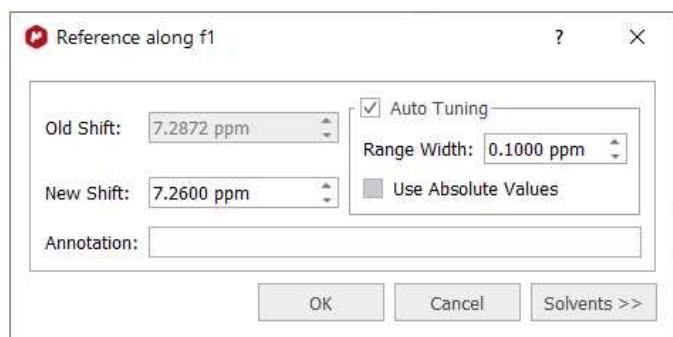 Reference along f1 ?
Old Shift: 7.2872 ppm
Auto Tuning
Range Width: 0.1000 ppm
New Shift: 7.2600 ppm
Use Absolute Values
Annotation:
OK Cancel Solvents >>